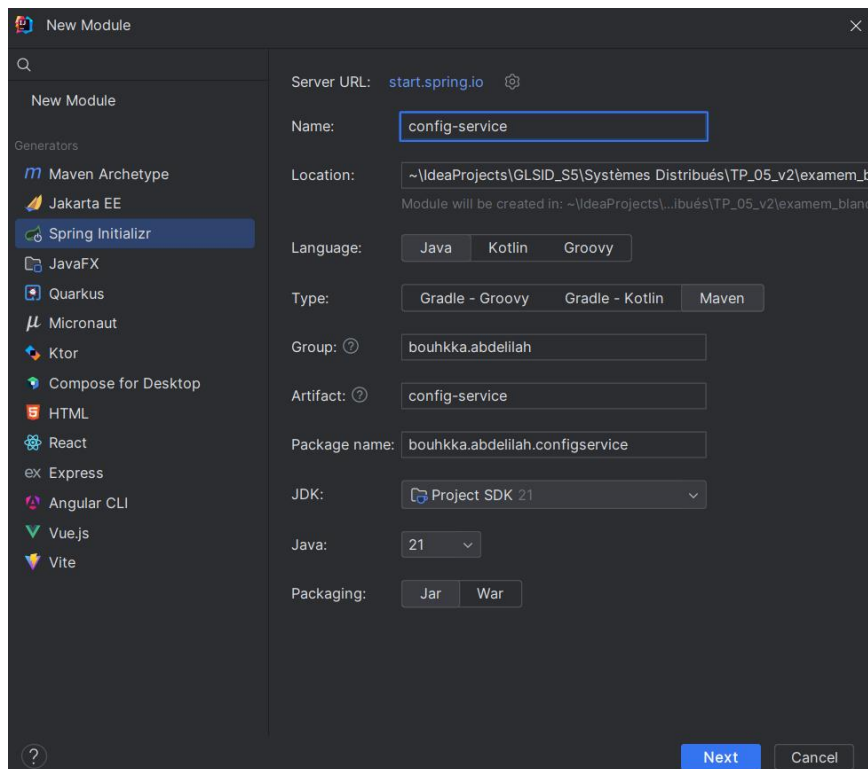 New Module
New Module
Generators
Maven Archetype
Jakarta EE
Spring Initializr
JavaFX
Quarkus
Micronaut
Ktor
Compose for Desktop
HTML
React
ex Express
Angular CLI
Vue.js
Vite
Server URL: start.spring.io
Name: config-service
Location: ~\IdeaProjects\GLSID_S5\Systèmes Distribués\TP_05_v2\examem_b
Module will be created in: ~\IdeaProjects\...ibués\TP_05_v2\examem_blanc
Language: Java Kotlin Groovy
Type: Gradle - Groovy Gradle - Kotlin Maven
Group: ? bouhkka.abdelilah
Artifact: ? config-service
Package name: bouhkka.abdelilah.configservice
JDK: Project SDK 21
Java: 21
Packaging: Jar War
? Next Cancel